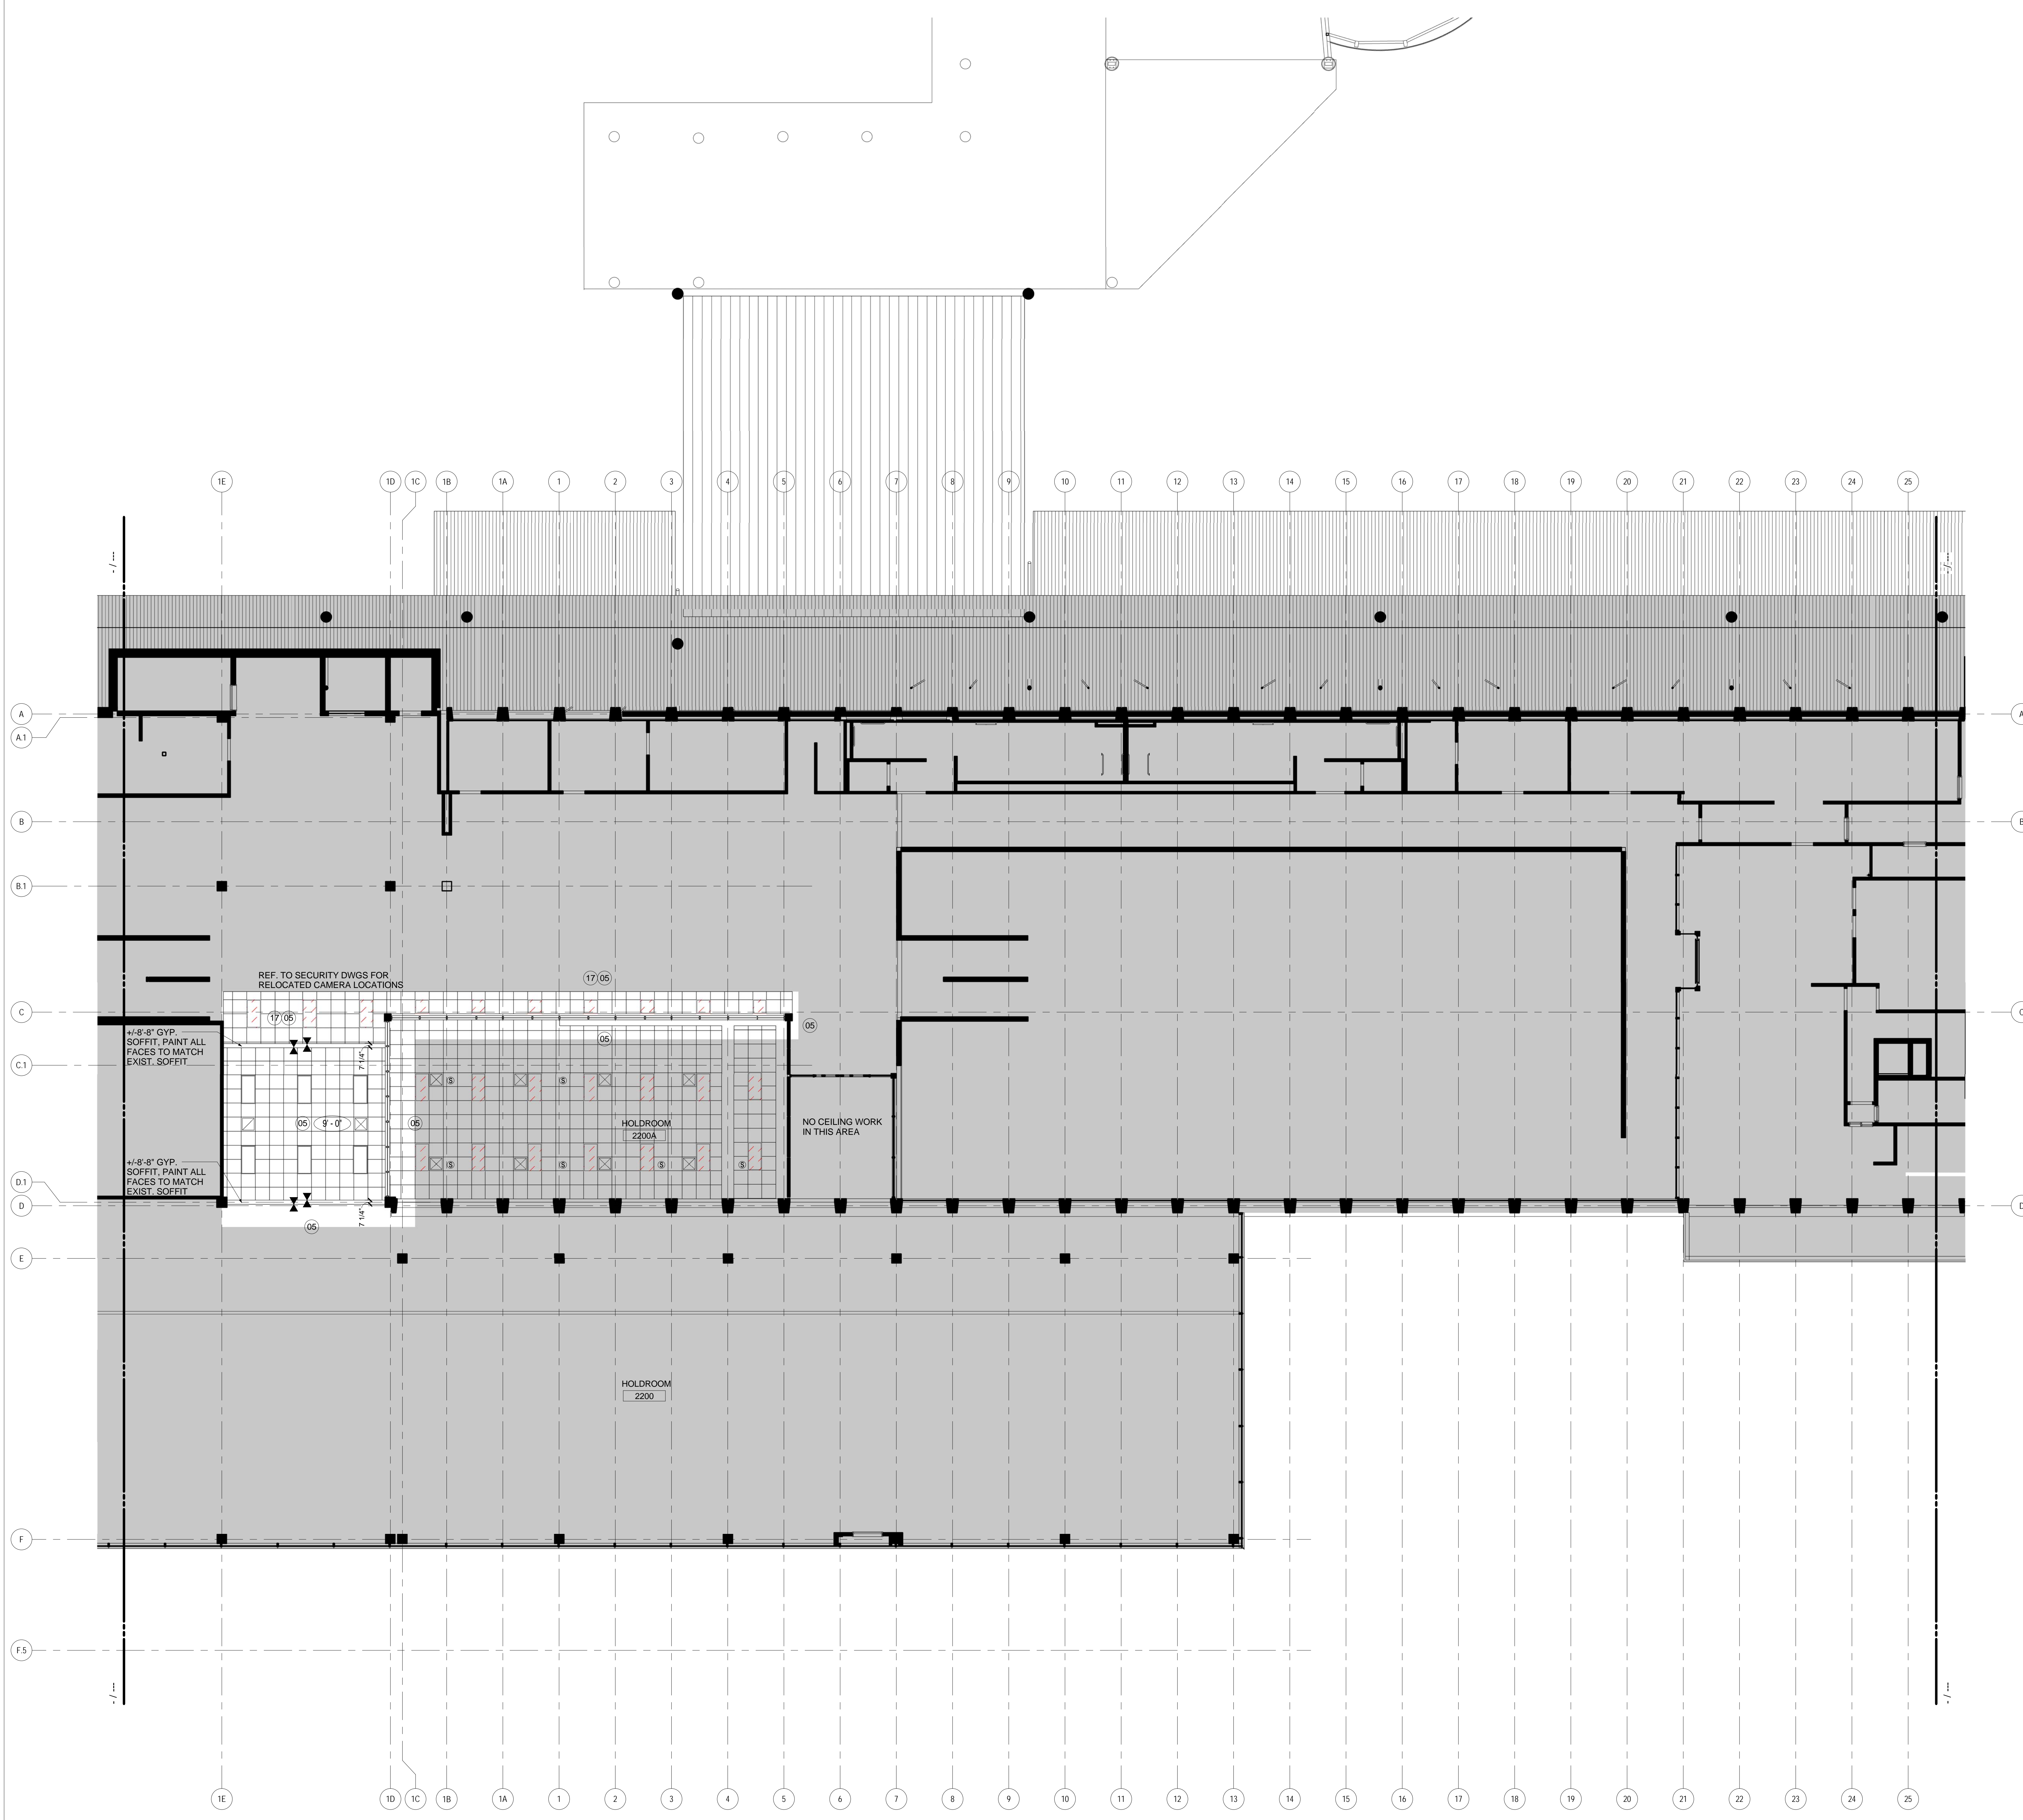 1E
1D
1C
1B
1A
1
2
3
4
5
6
7
8
9
10
11
12
13
14
15
16
17
18
19
20
21
22
23
24
25
- / ---
- / ---
A
A
A.1
B
B
B.1
REF. TO SECURITY DWGS FOR
RELOCATED CAMERA LOCATIONS
17 05
C
17 05
C
05
+/-8'-8" GYP.
SOFFIT, PAINT ALL
FACES TO MATCH
EXIST. SOFFIT
05
7 1/4"
C.1
S
S
05
9' - 0"
05
HOLDROOM
2200A
NO CEILING WORK
IN THIS AREA
+/-8'-8" GYP.
SOFFIT, PAINT ALL
FACES TO MATCH
EXIST. SOFFIT
S
S
S
S
D.1
D
D
7 1/4"
05
E
HOLDROOM
2200
F
F.5
- / ---
- / ---
1E
1D
1C
1B
1A
1
2
3
4
5
6
7
8
9
10
11
12
13
14
15
16
17
18
19
20
21
22
23
24
25